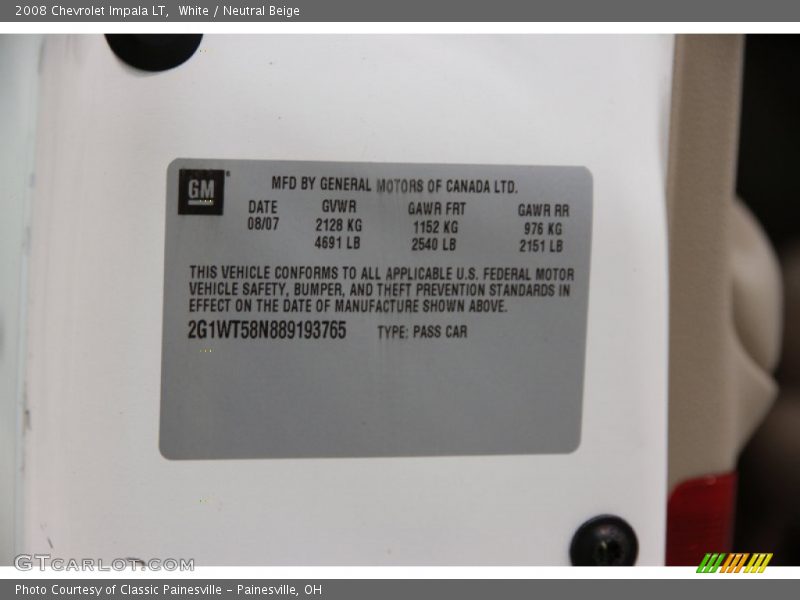 2008 Chevrolet Impala LT, White / Neutral Beige
GM
MFD BY GENERAL MOTORS OF CANADA LTD.
DATE GVWR GAWR FRT GAWR RR
08/07 2128 KG 1152 KG 976 KG
4691 LB 2540 LB 2151 LB
THIS VEHICLE CONFORMS TO ALL APPLICABLE U.S. FEDERAL MOTOR
VEHICLE SAFETY, BUMPER, AND THEFT PREVENTION STANDARDS IN
EFFECT ON THE DATE OF MANUFACTURE SHOWN ABOVE.
2G1WT58N889193765 TYPE: PASS CAR
GTCARLOT.COM
Photo Courtesy of Classic Painesville - Painesville, OH